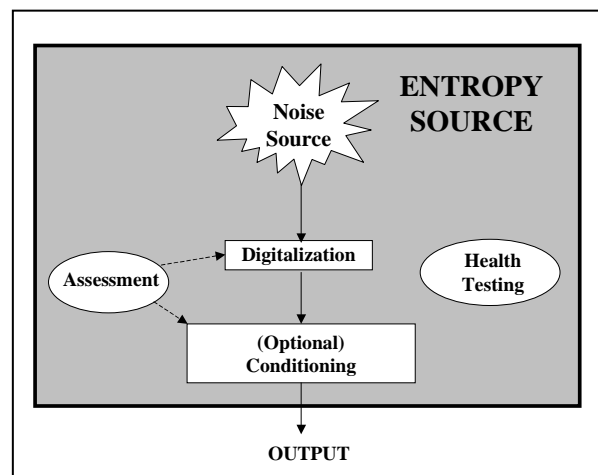 ENTROPY
SOURCE
Noise
Source
Digitalization
Assessment
Health
Testing
(Optional)
Conditioning
OUTPUT